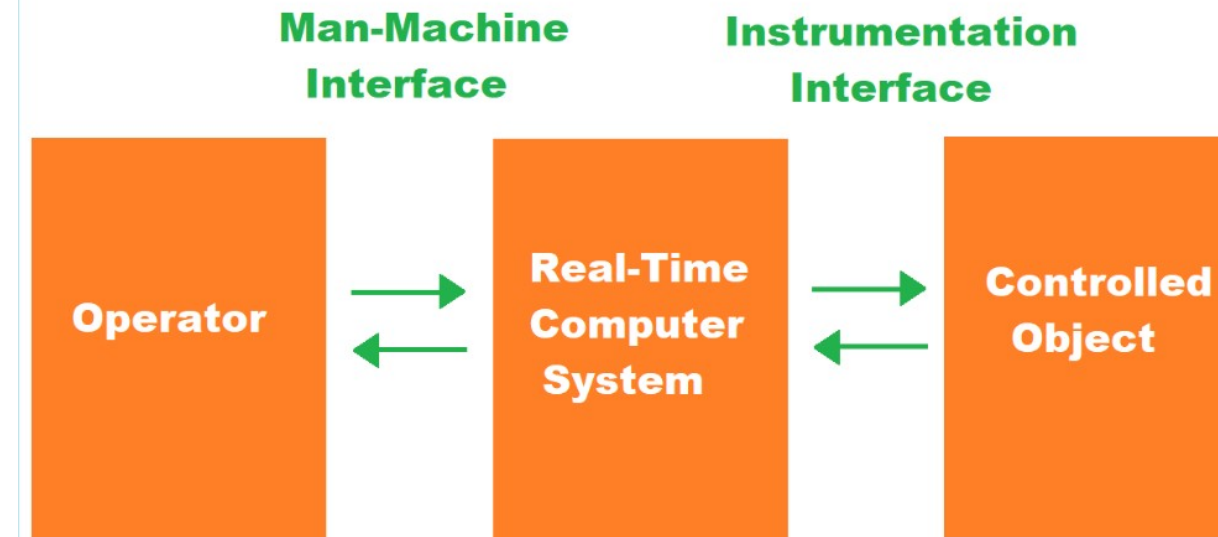 Man-Machine
Interface
Instrumentation
Interface
Operator
Real-Time
Computer
System
Controlled
Object